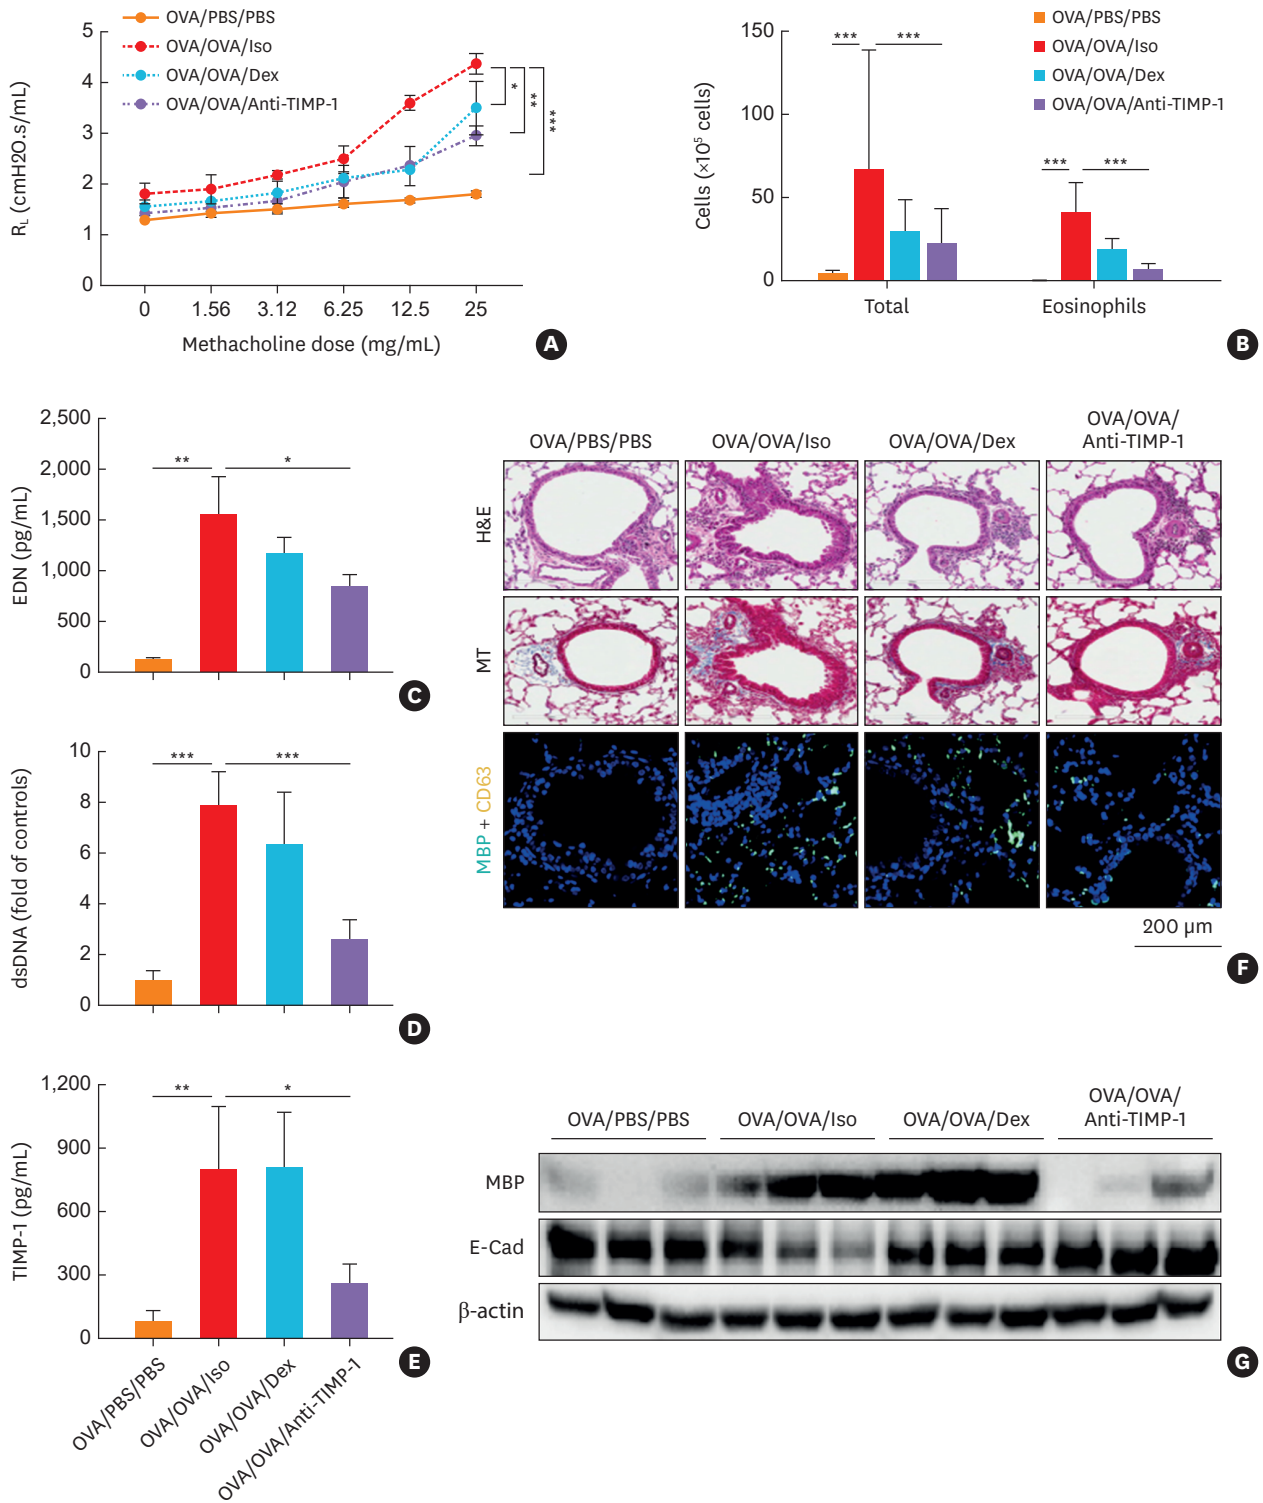 OVA/PBS/PBS
OVA/OVA/Iso
OVA/OVA/Dex
OVA/OVA/Anti-TIMP-1
5
4
3
2
1
0
RL (cmH2O.s/mL)
*
**
***
0 1.56 3.12 6.25 12.5 25
Methacholine dose (mg/mL)
A
OVA/PBS/PBS
OVA/OVA/Iso
OVA/OVA/Dex
OVA/OVA/Anti-TIMP-1
150
100
50
0
Cells (×10⁵ cells)
*** ***
*** ***
Total Eosinophils
B
2,500
2,000
1,500
1,000
500
0
EDN (pg/mL)
** *
C
10
8
6
4
2
0
dsDNA (fold of controls)
*** ***
D
1,200
900
600
300
0
TIMP-1 (pg/mL)
** *
OVA/PBS/PBS
OVA/OVA/Iso
OVA/OVA/Dex
OVA/OVA/Anti-TIMP-1
E
OVA/PBS/PBS OVA/OVA/Iso OVA/OVA/Dex OVA/OVA/
Anti-TIMP-1
H&E
MT
MBP + CD63
200 µm
F
OVA/PBS/PBS OVA/OVA/Iso OVA/OVA/Dex OVA/OVA/
Anti-TIMP-1
MBP
E-Cad
β-actin
G